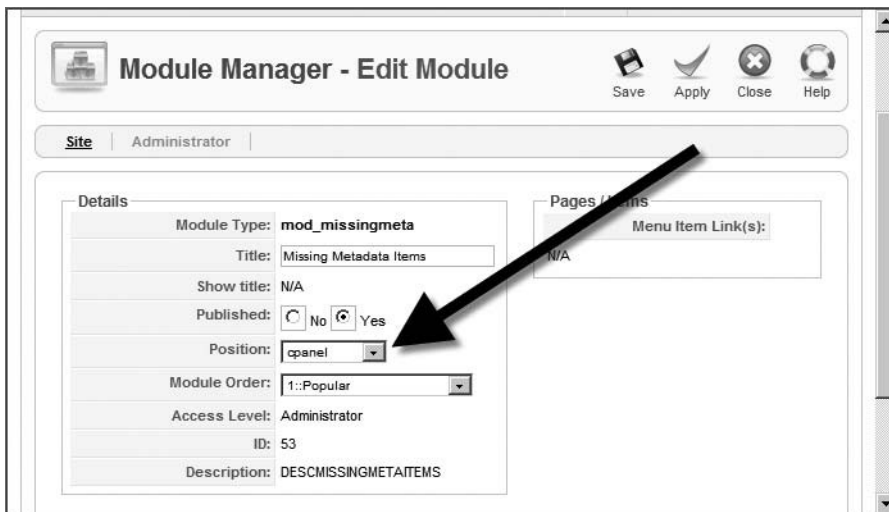 Module Manager - Edit Module
Save Apply Close Help
Site Administrator
Details
Module Type: mod_missingmeta
Title: Missing Metadata Items
Show title: N/A
Published: No Yes
Position: cpanel
Module Order: 1::Popular
Access Level: Administrator
ID: 53
Description: DESCMISSINGMETAITEMS
Pages / Items
Menu Item Link(s):
N/A